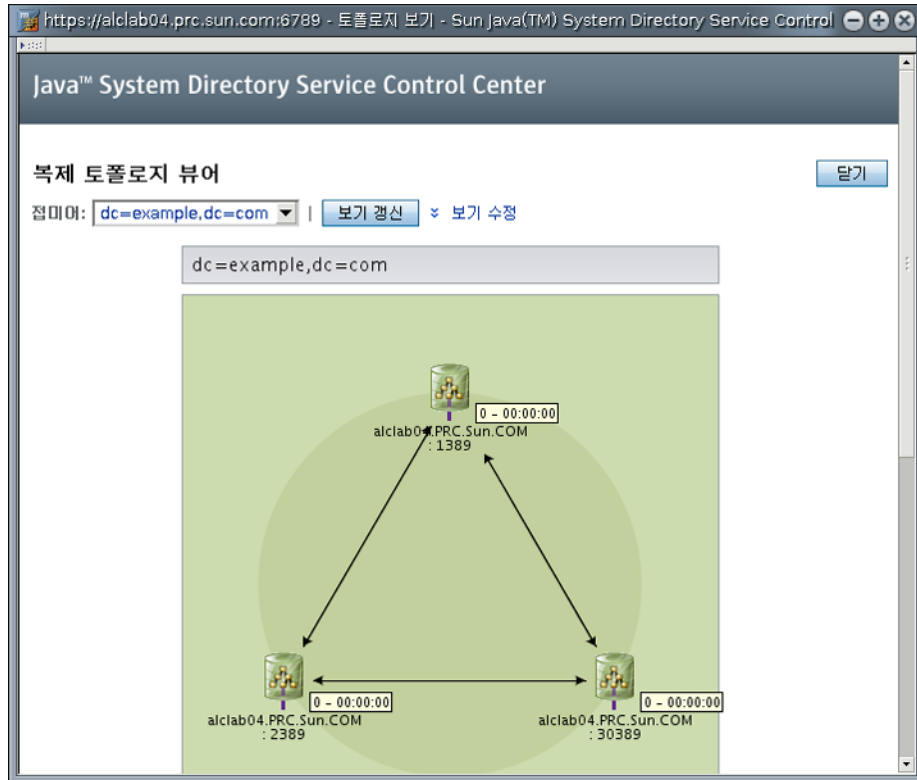 https://alclab04.prc.sun.com:6789 - 토폴로지 보기 - Sun Java(TM) System Directory Service Control
Java™ System Directory Service Control Center
복제 토폴로지 뷰어
닫기
접미어: dc=example,dc=com | 보기 갱신 보기 수정
dc=example,dc=com
0 - 00:00:00
alclab04.PRC.Sun.COM
: 1389
0 - 00:00:00
alclab04.PRC.Sun.COM
: 2389
0 - 00:00:00
alclab04.PRC.Sun.COM
: 30389